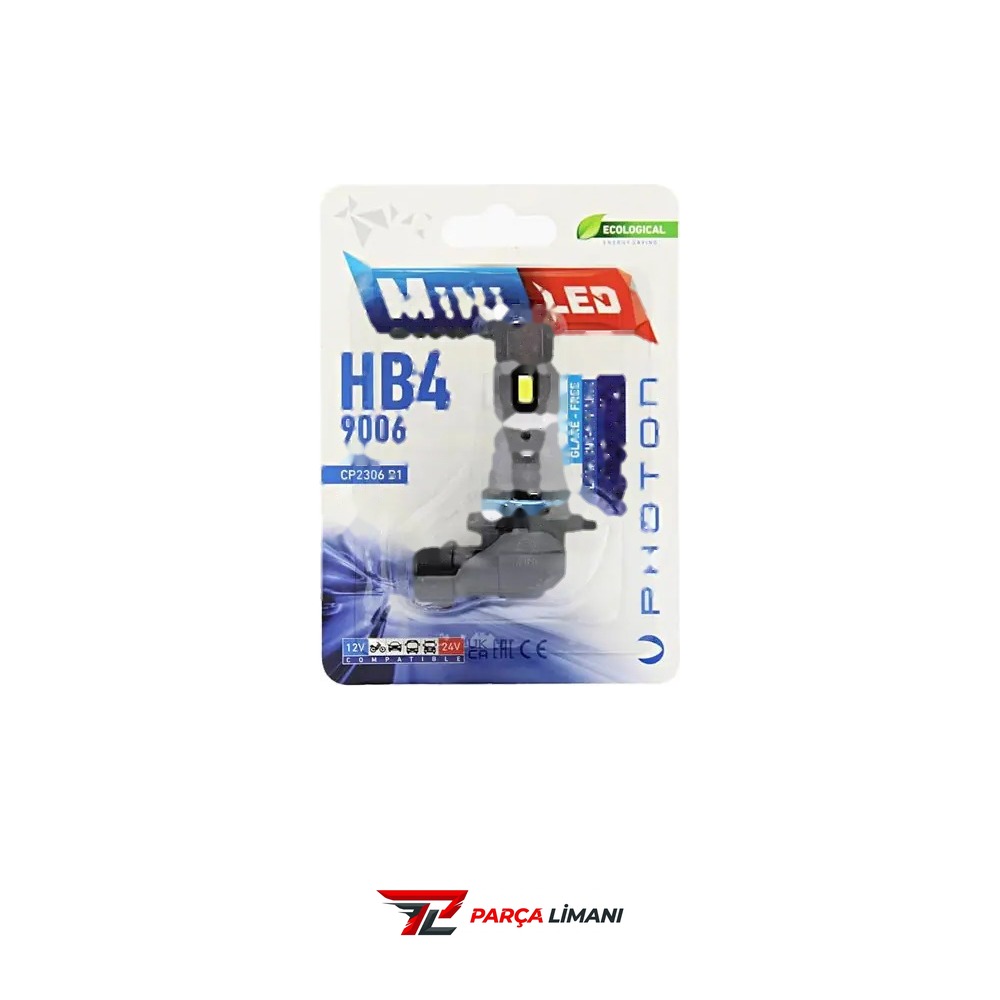 ECOLOGICAL
ENERGY SAVING
MINI LED
HB4
9006
GLARE - FREE
CP2306
PHOTON
12V
24V
COMPATIBLE
UK
CA
EAC
CE
PARÇA LİMANI